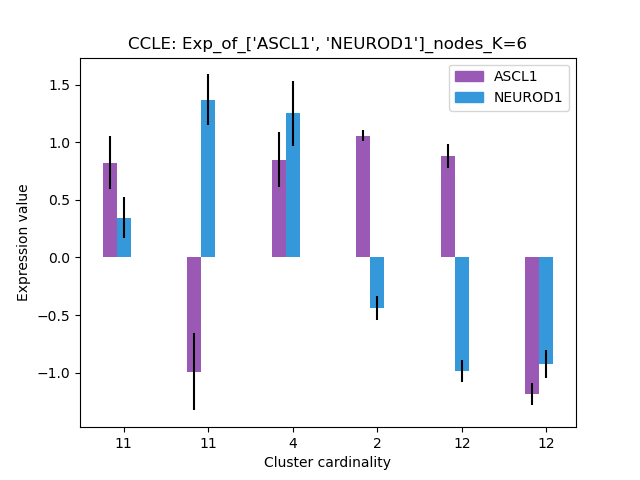 CCLE: Exp_of_['ASCL1', 'NEUROD1']_nodes_K=6
ASCL1
NEUROD1
Expression value
1.5
1.0
0.5
0.0
−0.5
−1.0
11 11 4 2 12 12
Cluster cardinality